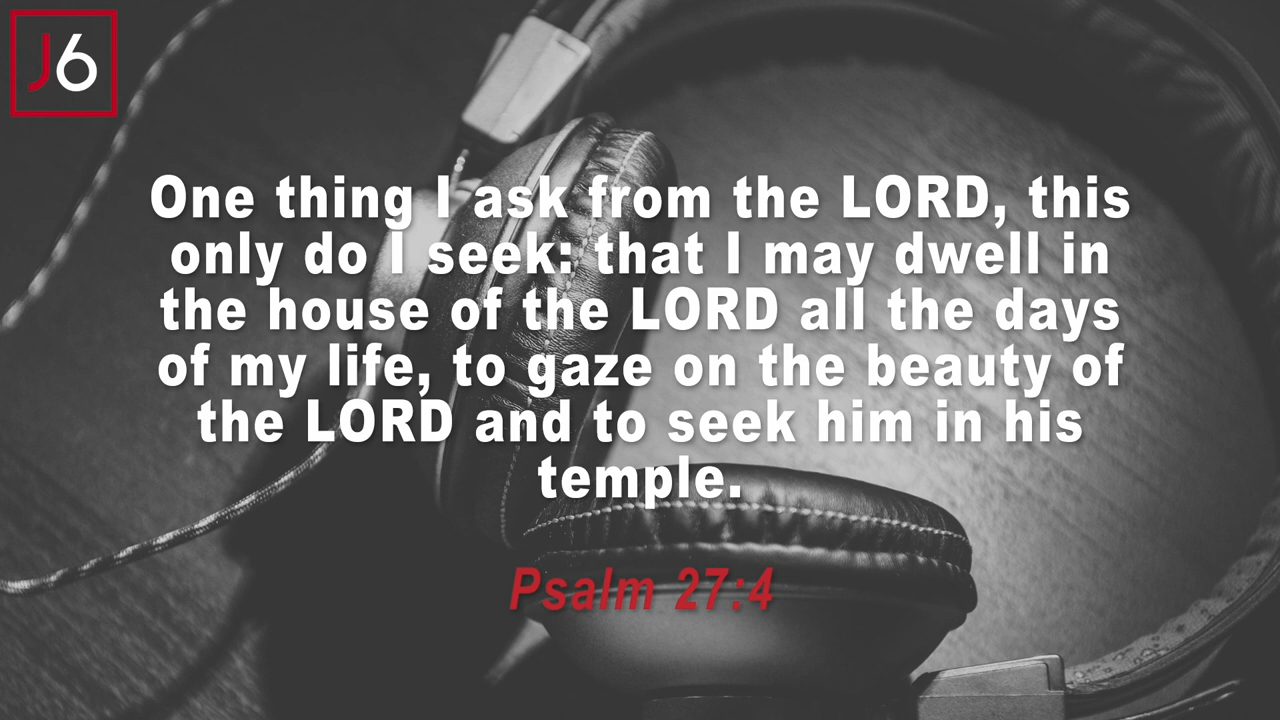 J6
One thing I ask from the LORD, this
only do I seek: that I may dwell in
the house of the LORD all the days
of my life, to gaze on the beauty of
the LORD and to seek him in his
temple.
Psalm 27:4